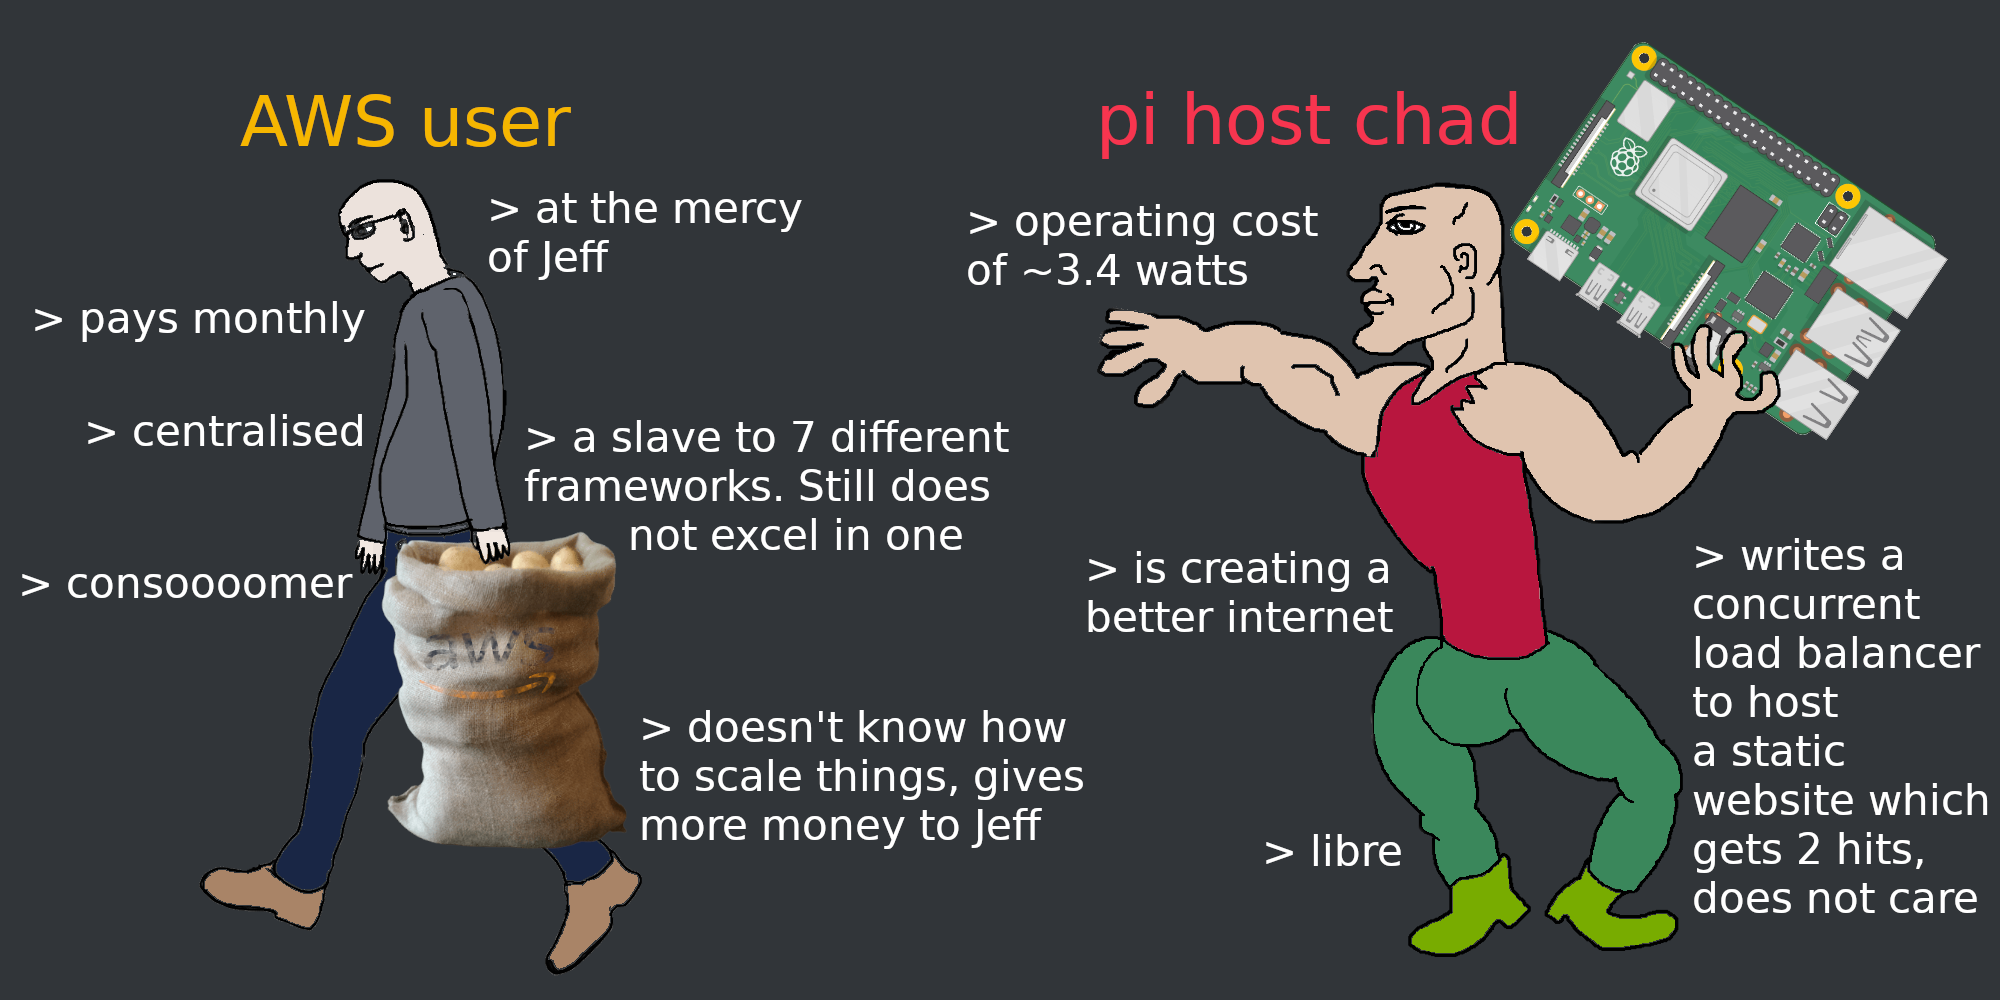 AWS user
> at the mercy
of Jeff
> pays monthly
> centralised
> a slave to 7 different
frameworks. Still does
not excel in one
> consoooomer
aws
> doesn't know how
to scale things, gives
more money to Jeff
pi host chad
> operating cost
of ~3.4 watts
> is creating a
better internet
> writes a
concurrent
load balancer
to host
a static
website which
gets 2 hits,
does not care
> libre